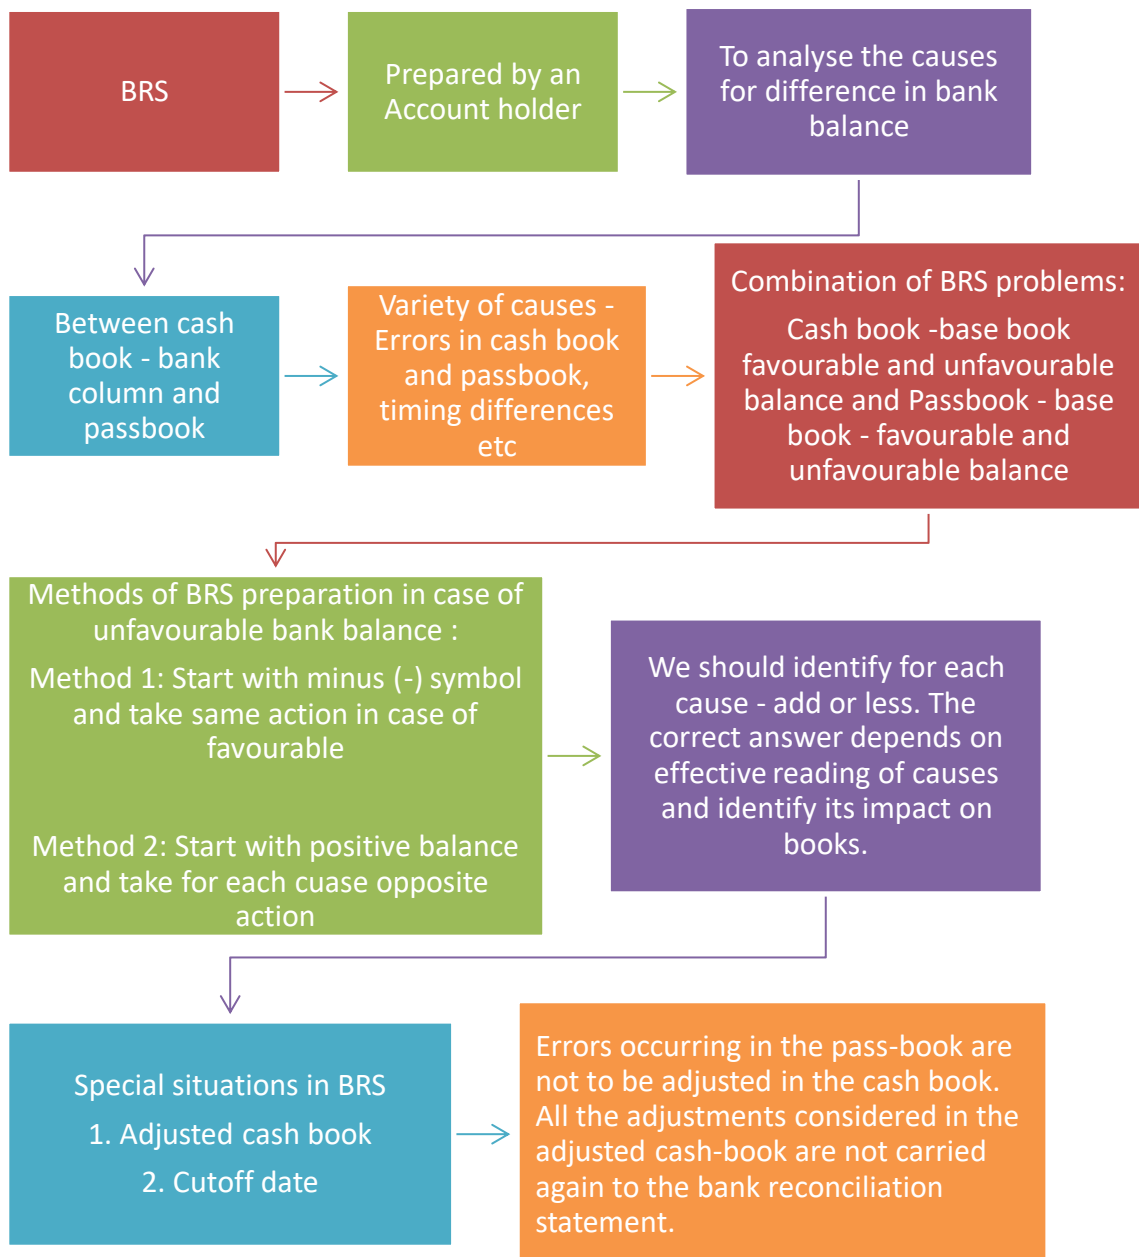 BRS
Prepared by an
Account holder
To analyse the causes
for difference in bank
balance
Between cash
book - bank
column and
passbook
Variety of causes -
Errors in cash book
and passbook,
timing differences
etc
Combination of BRS problems:
Cash book -base book
favourable and unfavourable
balance and Passbook - base
book - favourable and
unfavourable balance
Methods of BRS preparation in case of
unfavourable bank balance :
Method 1: Start with minus (-) symbol
and take same action in case of
favourable
Method 2: Start with positive balance
and take for each cuase opposite
action
We should identify for each
cause - add or less. The
correct answer depends on
effective reading of causes
and identify its impact on
books.
Special situations in BRS
1. Adjusted cash book
2. Cutoff date
Errors occurring in the pass-book are
not to be adjusted in the cash book.
All the adjustments considered in the
adjusted cash-book are not carried
again to the bank reconciliation
statement.